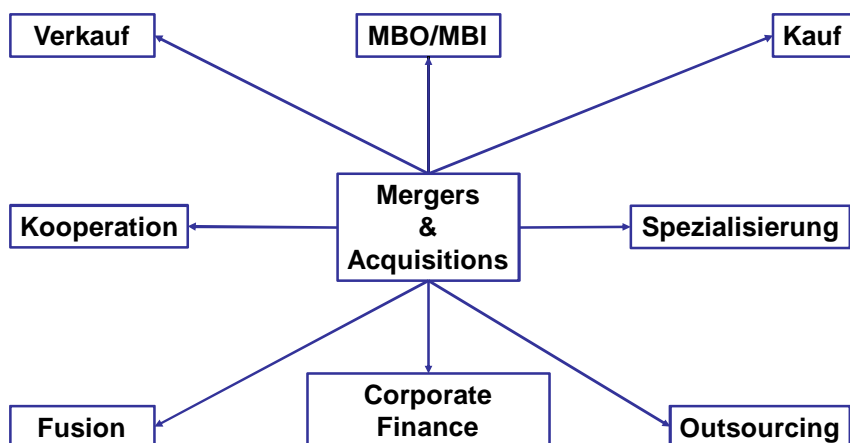 Verkauf
MBO/MBI
Kauf
Mergers
&
Acquisitions
Kooperation
Spezialisierung
Corporate
Finance
Fusion
Outsourcing